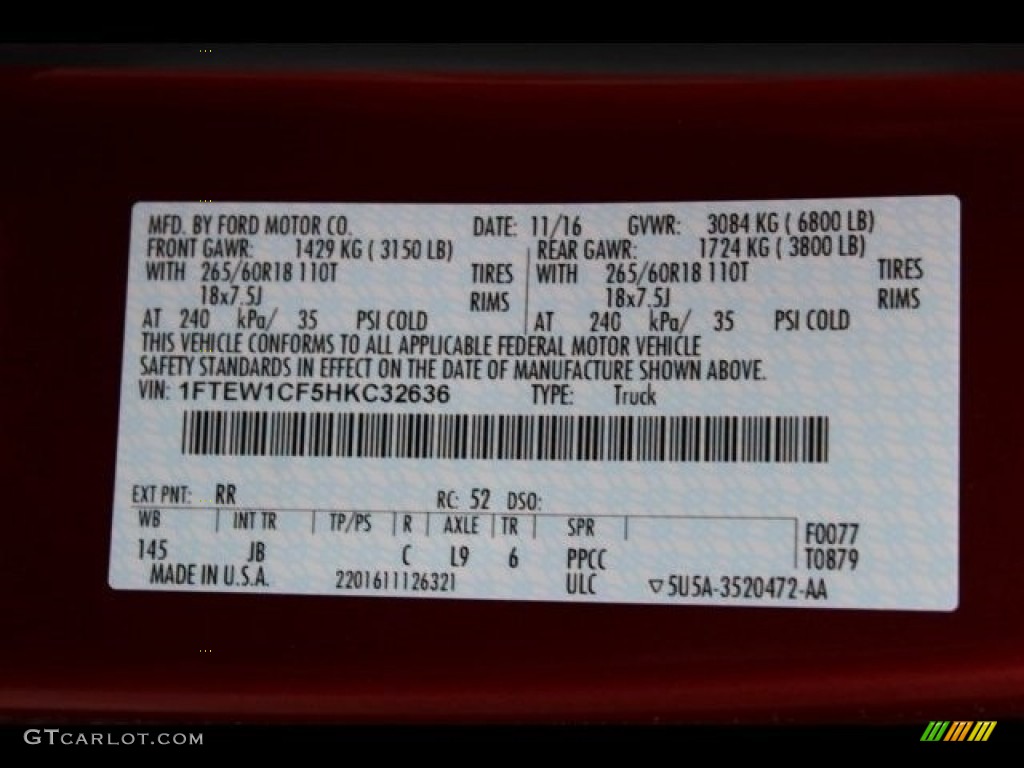 MFD. BY FORD MOTOR CO. DATE: 11/16 GVWR: 3084 KG ( 6800 LB)
FRONT GAWR: 1429 KG ( 3150 LB) REAR GAWR: 1724 KG ( 3800 LB)
WITH 265/60R18 110T TIRES WITH 265/60R18 110T TIRES
18x7.5J RIMS 18x7.5J RIMS
AT 240 kPa/ 35 PSI COLD AT 240 kPa/ 35 PSI COLD
THIS VEHICLE CONFORMS TO ALL APPLICABLE FEDERAL MOTOR VEHICLE
SAFETY STANDARDS IN EFFECT ON THE DATE OF MANUFACTURE SHOWN ABOVE.
VIN: 1FTEW1CF5HKC32636 TYPE: Truck
EXT PNT: RR RC: 52 DSO:
WB INT TR TP/PS R AXLE TR SPR F0077
145 JB C L9 6 PPCC T0879
MADE IN U.S.A. 2201611126321 ULC ▽5U5A-3520472-AA
GTCARLOT.COM